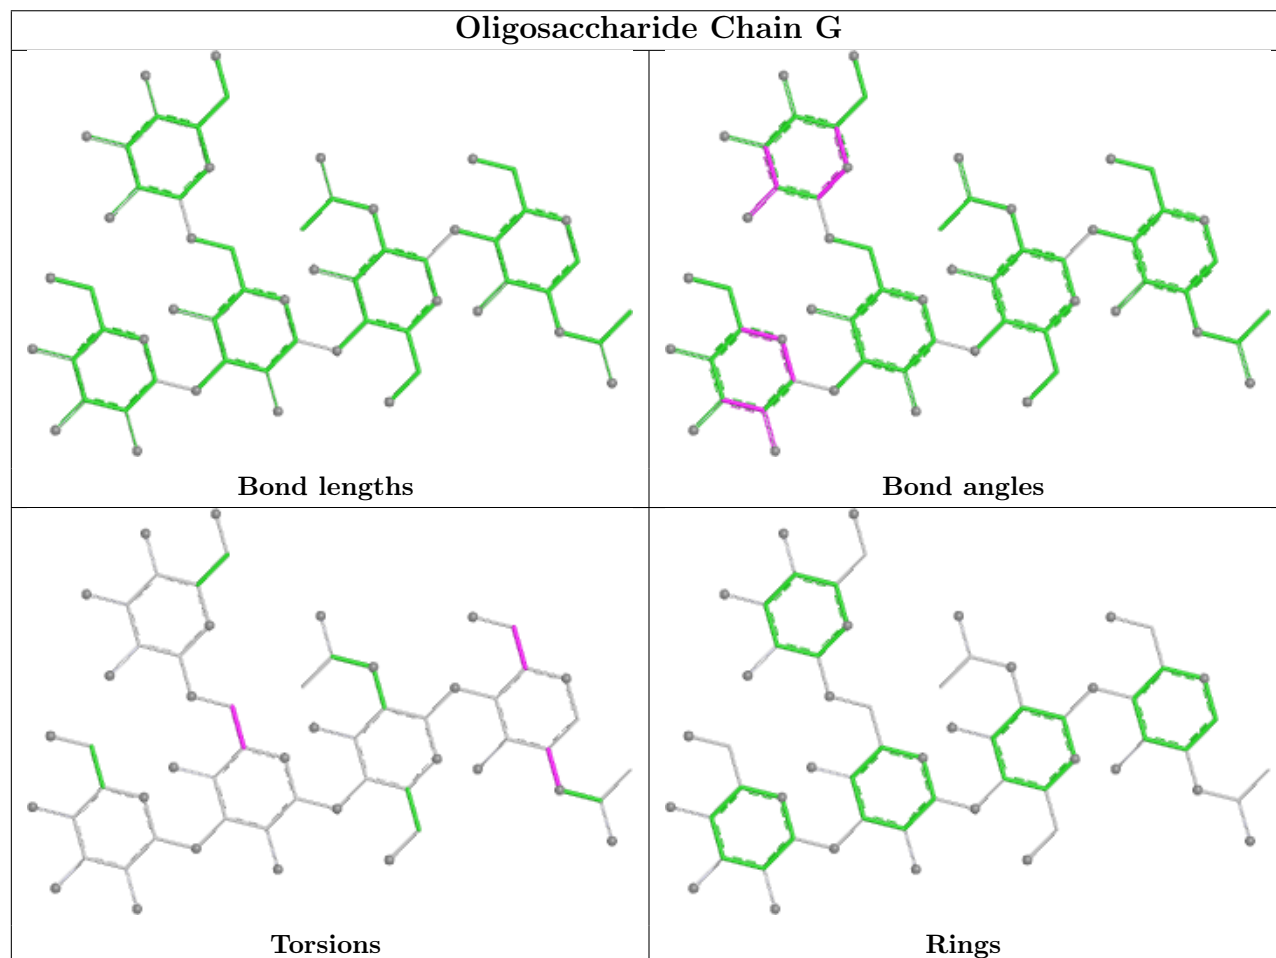 Oligosaccharide Chain G
Bond lengths
Bond angles
Torsions
Rings